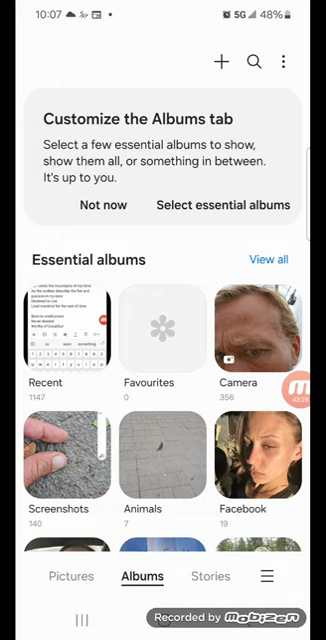 10:07 5G 48%
Customize the Albums tab
Select a few essential albums to show,
show them all, or something in between.
It's up to you.
Not now Select essential albums
Essential albums View all
Recent Favourites Camera
1147 0 356
43:25
Screenshots Animals Facebook
140 7 19
Pictures Albums Stories
Recorded by mobizen